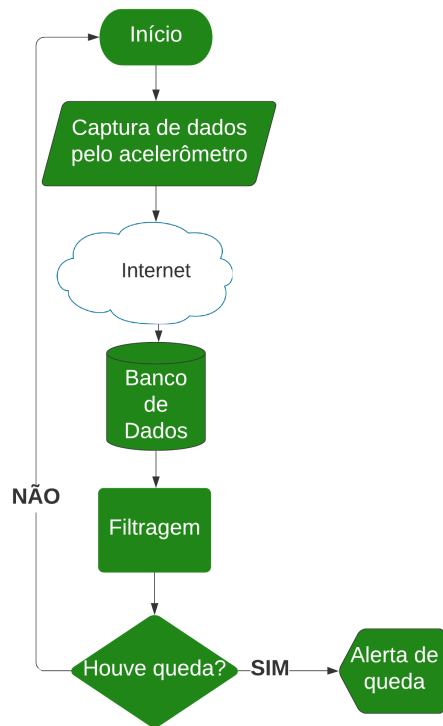 Início
Captura de dados
pelo acelerômetro
Internet
Banco
de
Dados
NÃO
Filtragem
Houve queda?
SIM
Alerta de
queda